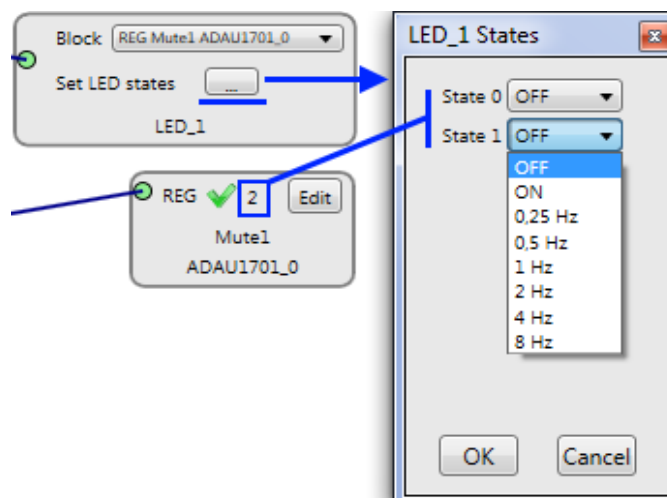 Block REG Mute1 ADAU1701_0
Set LED states ...
LED_1
REG 2 Edit
Mute1
ADAU1701_0
LED_1 States
State 0 OFF
State 1 OFF
OFF
ON
0,25 Hz
0,5 Hz
1 Hz
2 Hz
4 Hz
8 Hz
OK Cancel